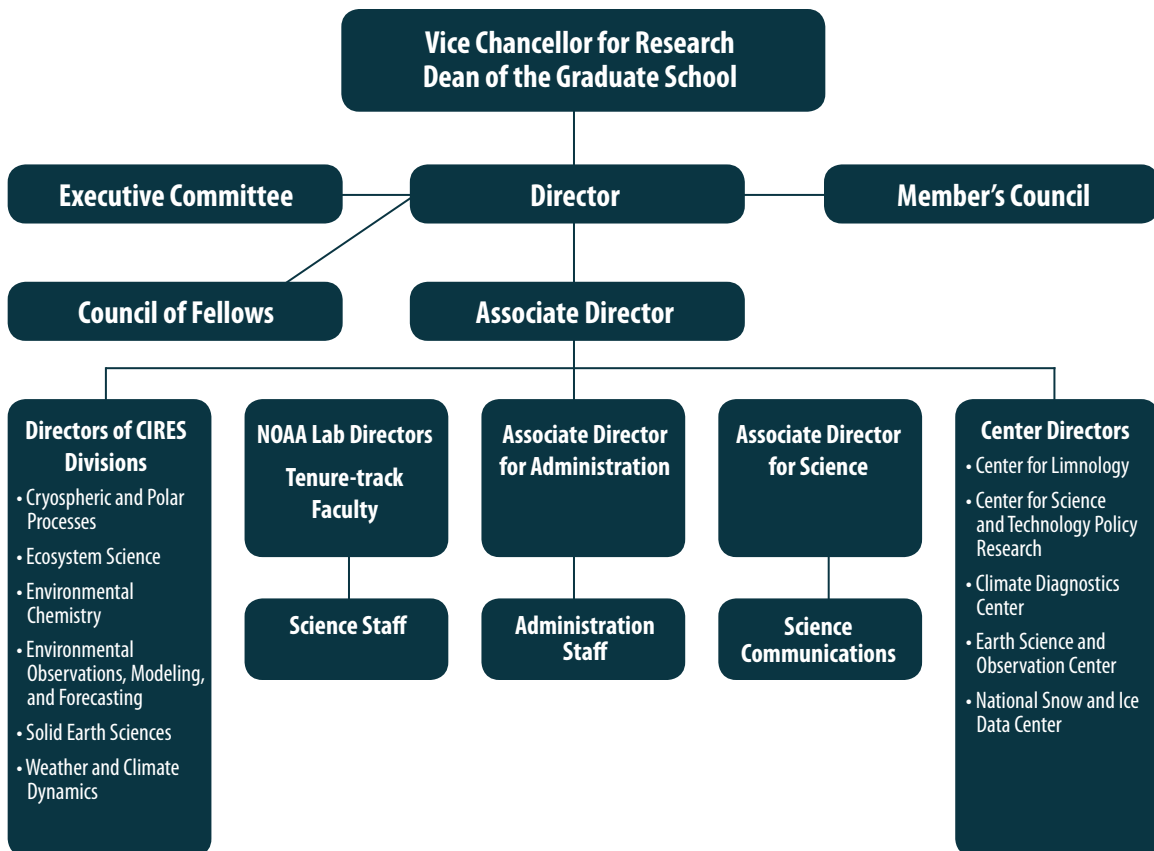 Vice Chancellor for Research
Dean of the Graduate School
Executive Committee
Director
Member’s Council
Council of Fellows
Associate Director
Directors of CIRES
Divisions
• Cryospheric and Polar
Processes
• Ecosystem Science
• Environmental
Chemistry
• Environmental
Observations, Modeling,
and Forecasting
• Solid Earth Sciences
• Weather and Climate
Dynamics
NOAA Lab Directors
Tenure-track
Faculty
Science Staff
Associate Director
for Administration
Administration
Staff
Associate Director
for Science
Science
Communications
Center Directors
• Center for Limnology
• Center for Science
and Technology Policy
Research
• Climate Diagnostics
Center
• Earth Science and
Observation Center
• National Snow and Ice
Data Center